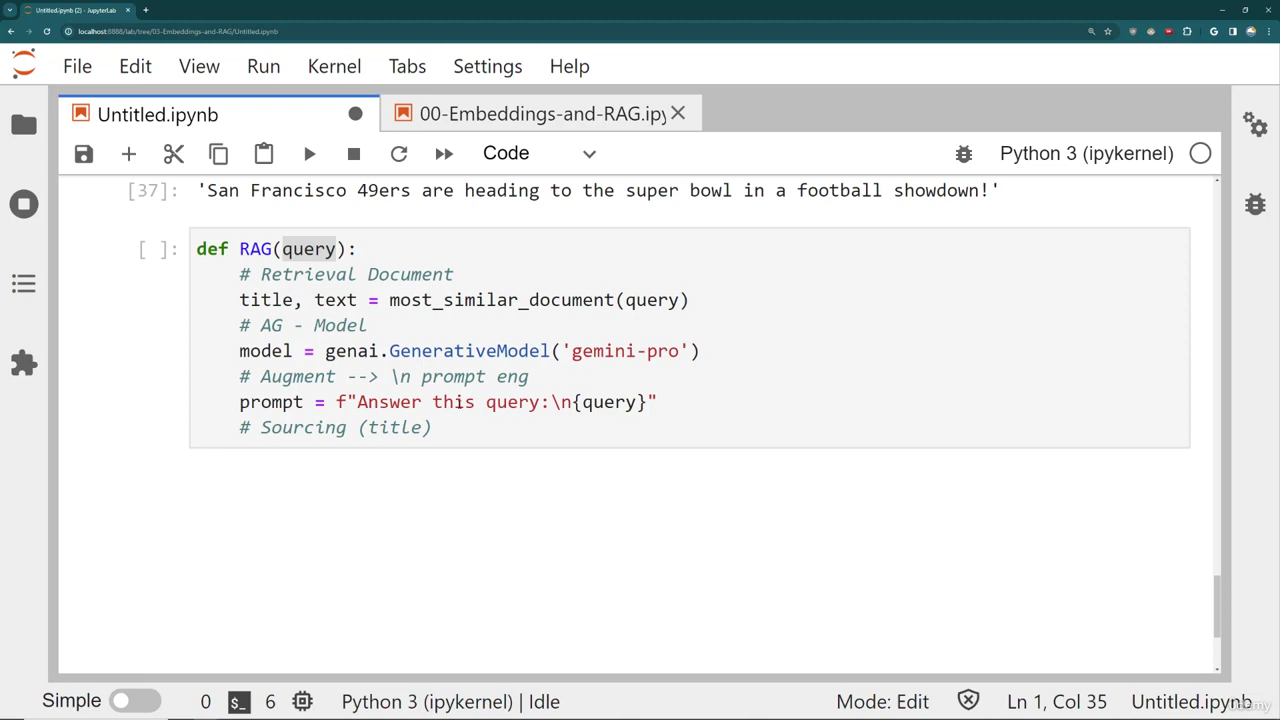 Untitled.ipynb (2) - JupyterLab
localhost:8888/lab/tree/03-Embeddings-and-RAG/Untitled.ipynb
File Edit View Run Kernel Tabs Settings Help
Untitled.ipynb 00-Embeddings-and-RAG.ipy
Code Python 3 (ipykernel)
[37]: 'San Francisco 49ers are heading to the super bowl in a football showdown!'
[ ]: def RAG(query):
# Retrieval Document
title, text = most_similar_document(query)
# AG - Model
model = genai.GenerativeModel('gemini-pro')
# Augment --> \n prompt eng
prompt = f"Answer this query:\n{query}"
# Sourcing (title)
Simple 0 $_ 6 Python 3 (ipykernel) | Idle Mode: Edit Ln 1, Col 35 Untitled.ipynb
Udemy